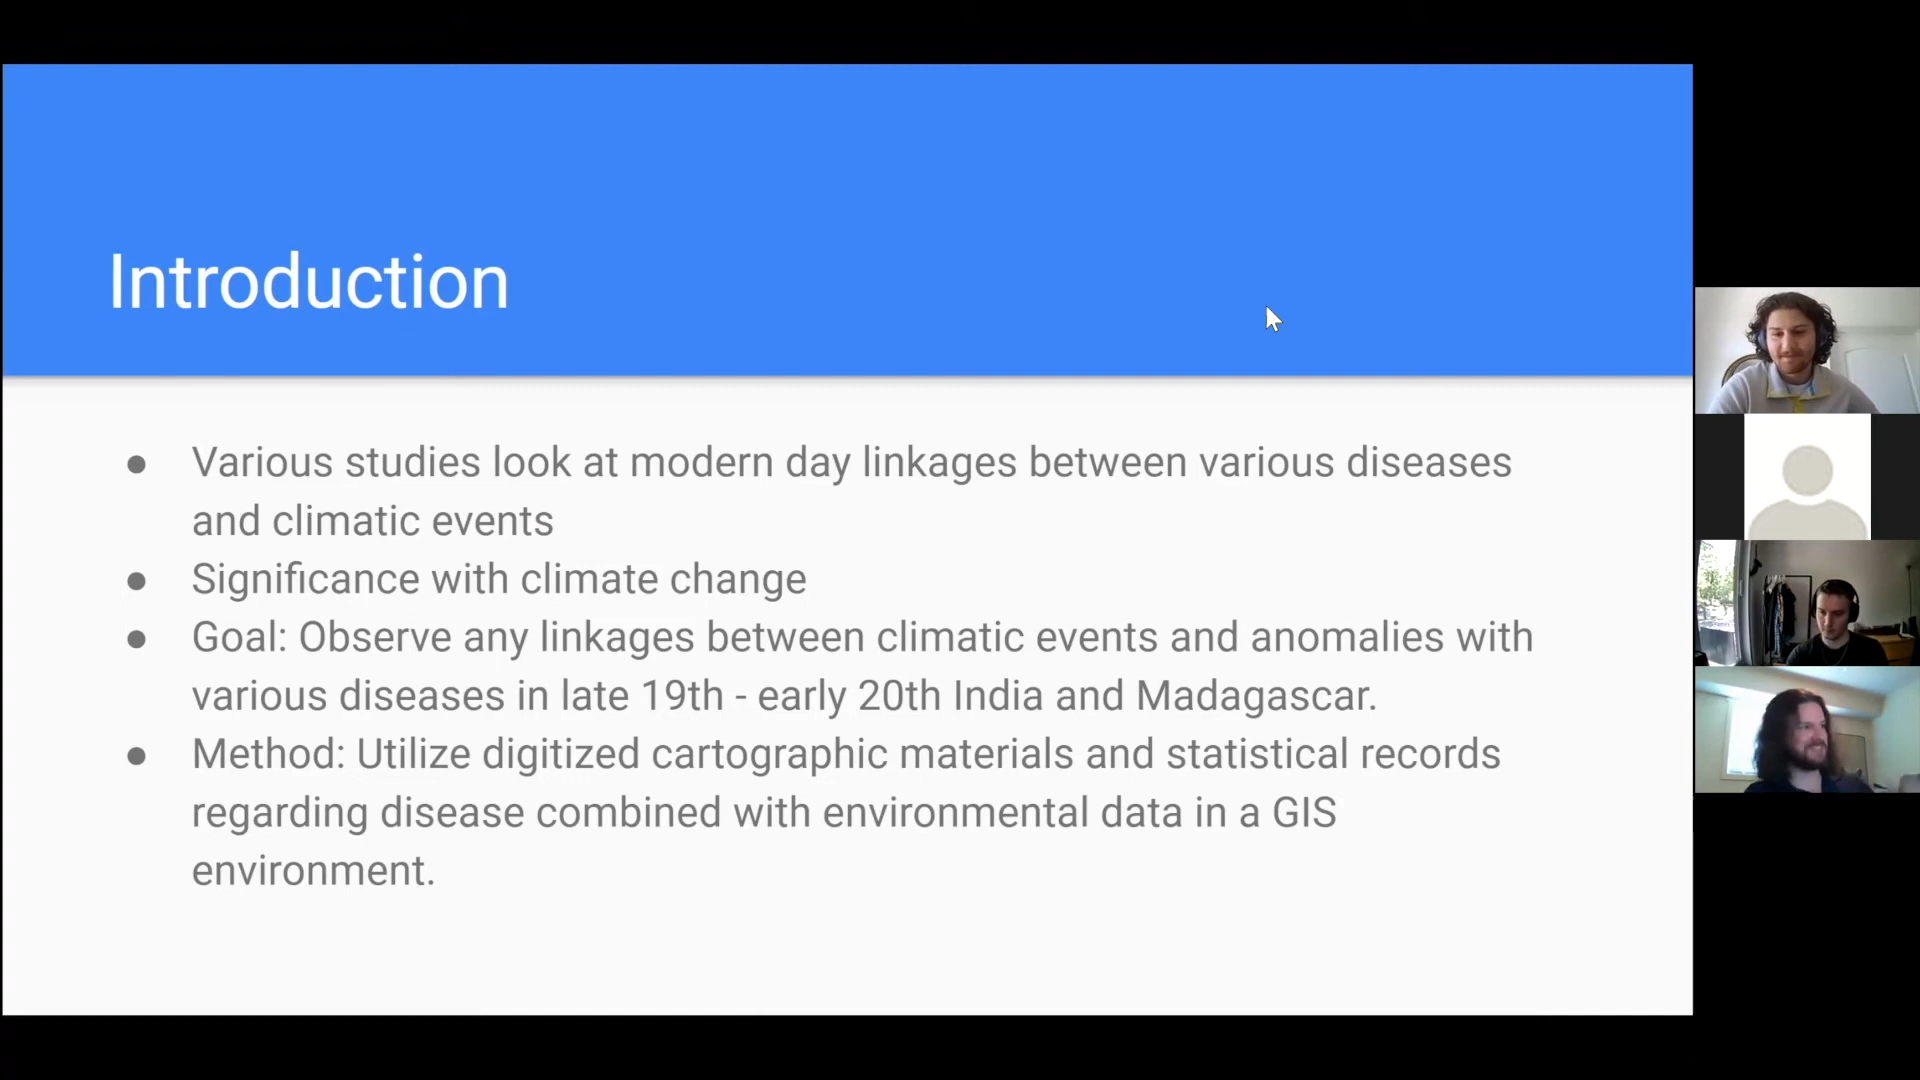 Introduction
● Various studies look at modern day linkages between various diseases
and climatic events
● Significance with climate change
● Goal: Observe any linkages between climatic events and anomalies with
various diseases in late 19th - early 20th India and Madagascar.
● Method: Utilize digitized cartographic materials and statistical records
regarding disease combined with environmental data in a GIS
environment.